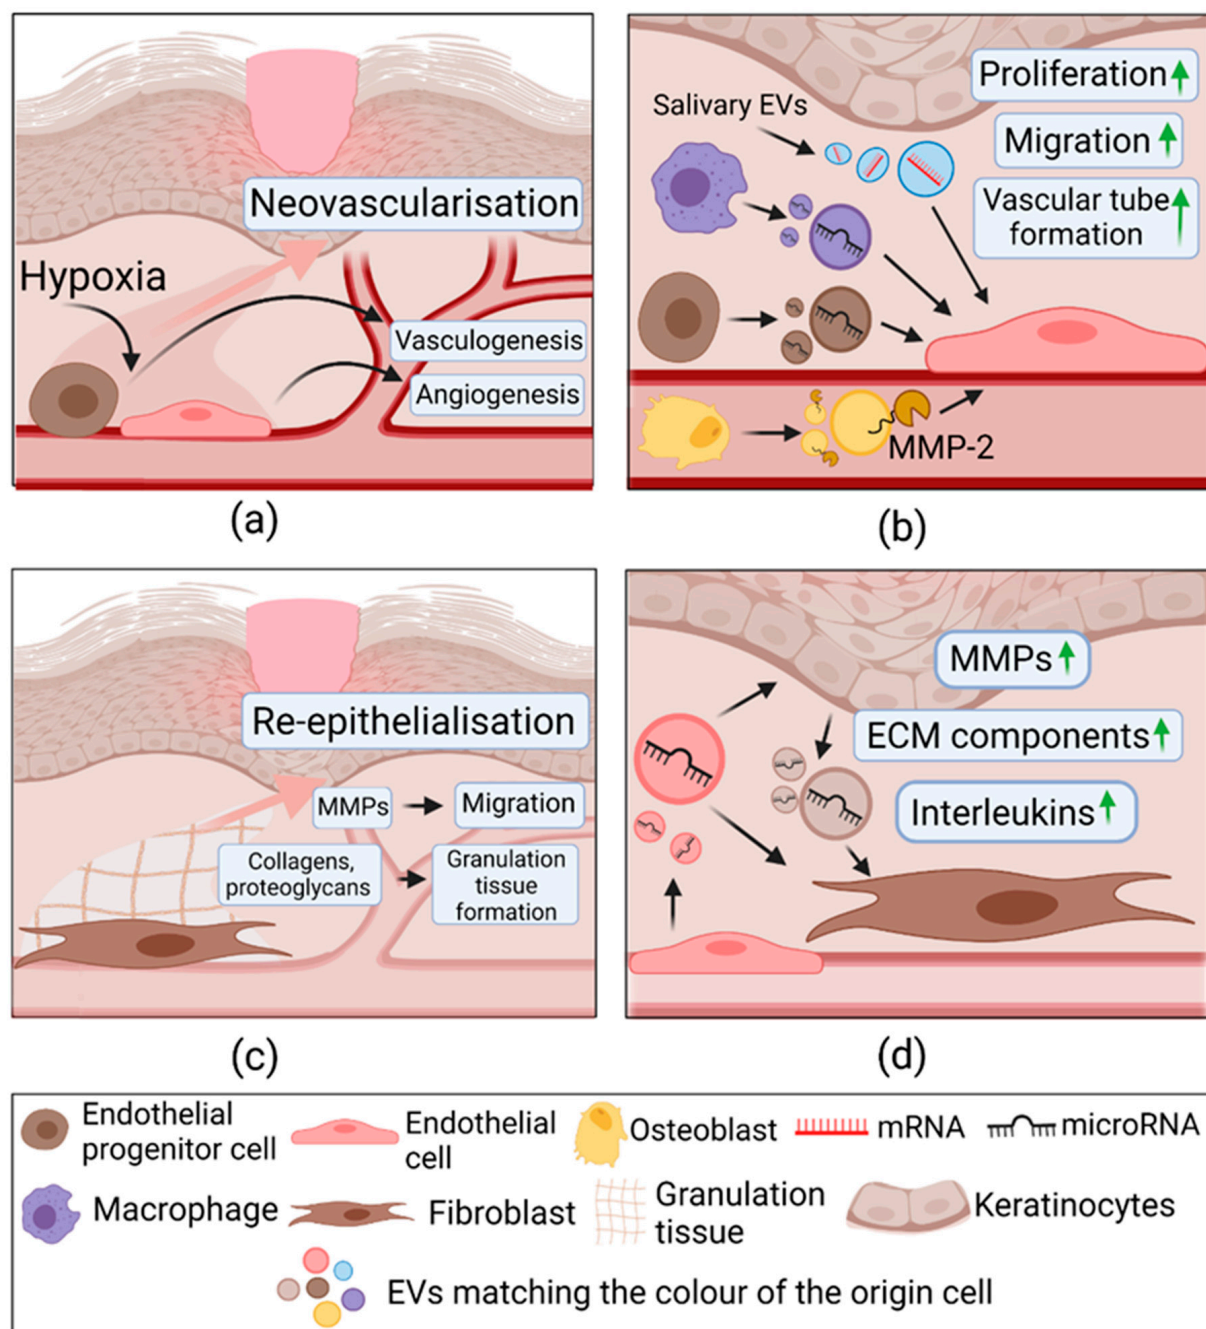 Neovascularisation
Hypoxia
Vasculogenesis
Angiogenesis
(a)
Salivary EVs
Proliferation
Migration
Vascular tube
formation
MMP-2
(b)
Re-epithelialisation
MMPs
Migration
Collagens,
proteoglycans
Granulation
tissue
formation
(c)
MMPs
ECM components
Interleukins
(d)
Endothelial
progenitor cell
Endothelial
cell
Osteoblast
mRNA
microRNA
Macrophage
Fibroblast
Granulation
tissue
Keratinocytes
EVs matching the colour of the origin cell